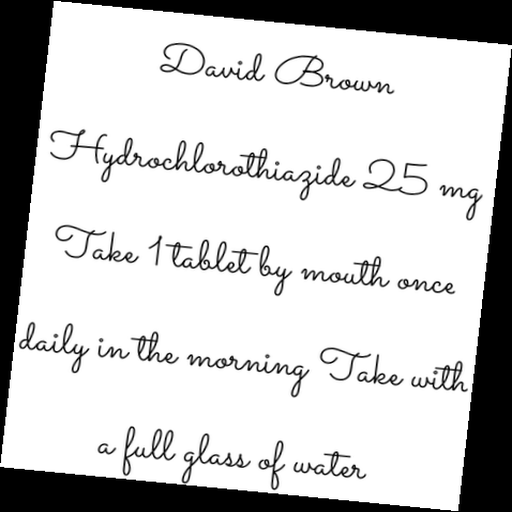 David Brown
Hydrochlorothiazide 25 mg
Take 1 tablet by mouth once
daily in the morning Take with
a full glass of water